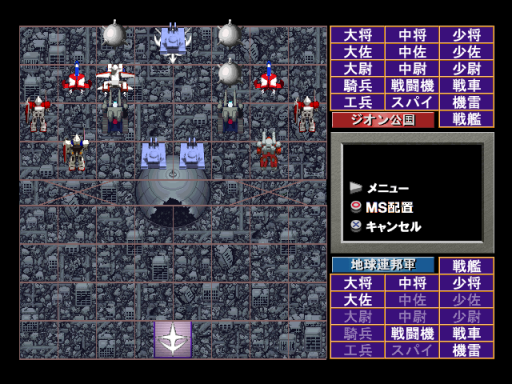 大将 中将 少将
大佐 中佐 少佐
大尉 中尉 少尉
騎兵 戦闘機 戦車
工兵 スパイ 機雷
ジオン公国 戦艦
メニュー
MS配置
キャンセル
地球連邦軍 戦艦
大将 中将 少将
大佐 中佐 少佐
大尉 中尉 少尉
騎兵 戦闘機 戦車
工兵 スパイ 機雷